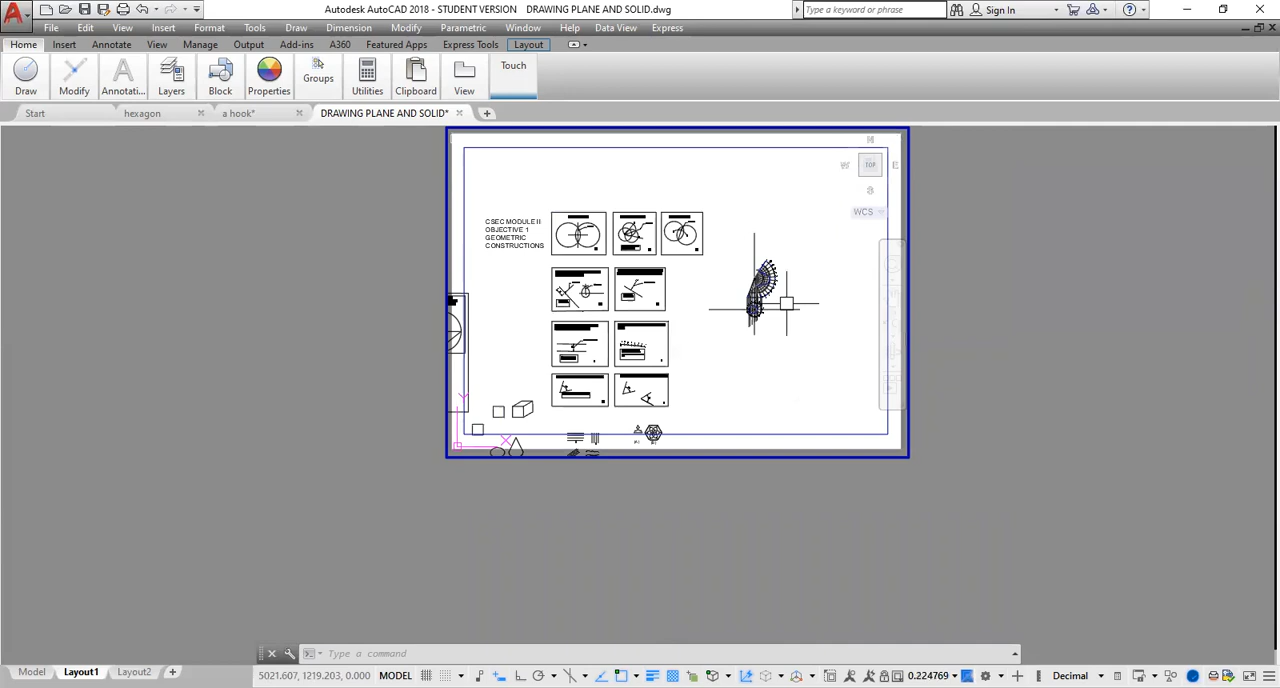 Autodesk AutoCAD 2018 - STUDENT VERSION DRAWING PLANE AND SOLID.dwg
Type a keyword or phrase
Sign In
File Edit View Insert Format Tools Draw Dimension Modify Parametric Window Help Data View Express
Home Insert Annotate View Manage Output Add-ins A360 Featured Apps Express Tools Layout
Draw Modify Annotati... Layers Block Properties Groups Utilities Clipboard View Touch
Start hexagon a hook* DRAWING PLANE AND SOLID*
TOP
W
E
S
WCS
CSEC MODULE II
OBJECTIVE 1
GEOMETRIC
CONSTRUCTIONS
Type a command
Model Layout1 Layout2
5021.607, 1219.203, 0.000 MODEL 0.224769 Decimal